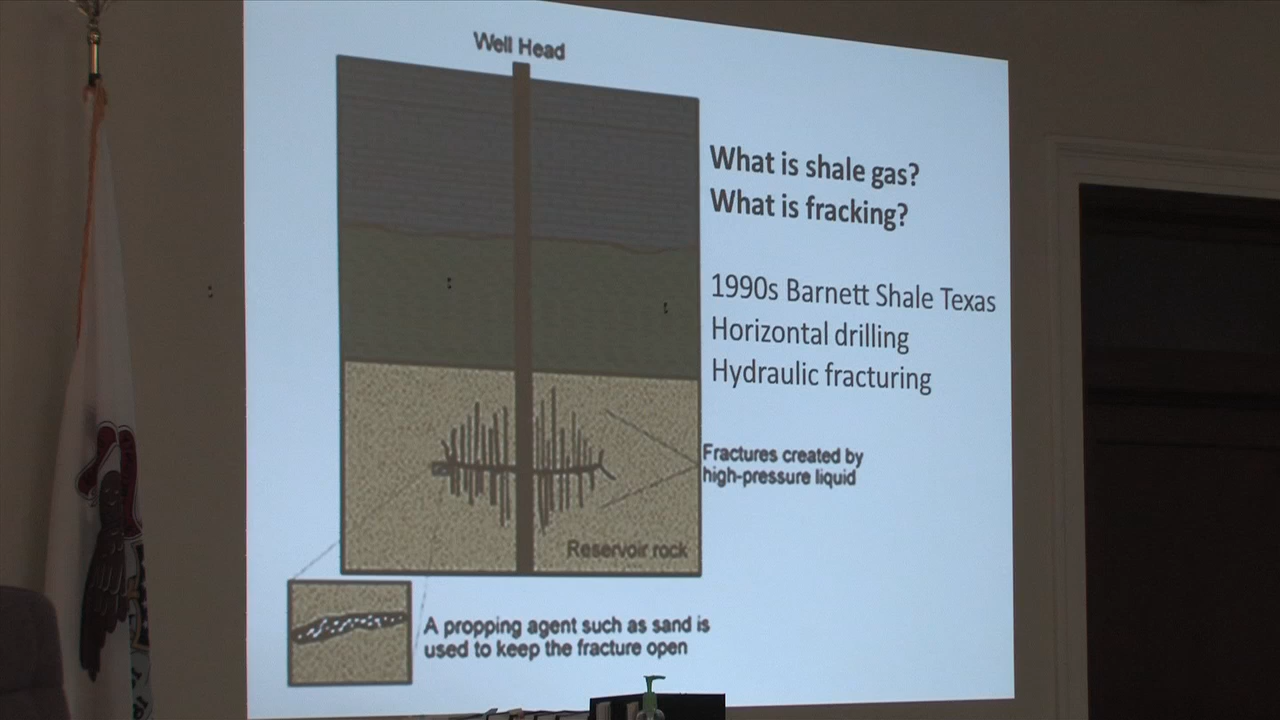 Well Head
What is shale gas?
What is fracking?
1990s Barnett Shale Texas
Horizontal drilling
Hydraulic fracturing
Fractures created by
high-pressure liquid
Reservoir rock
A propping agent such as sand is
used to keep the fracture open